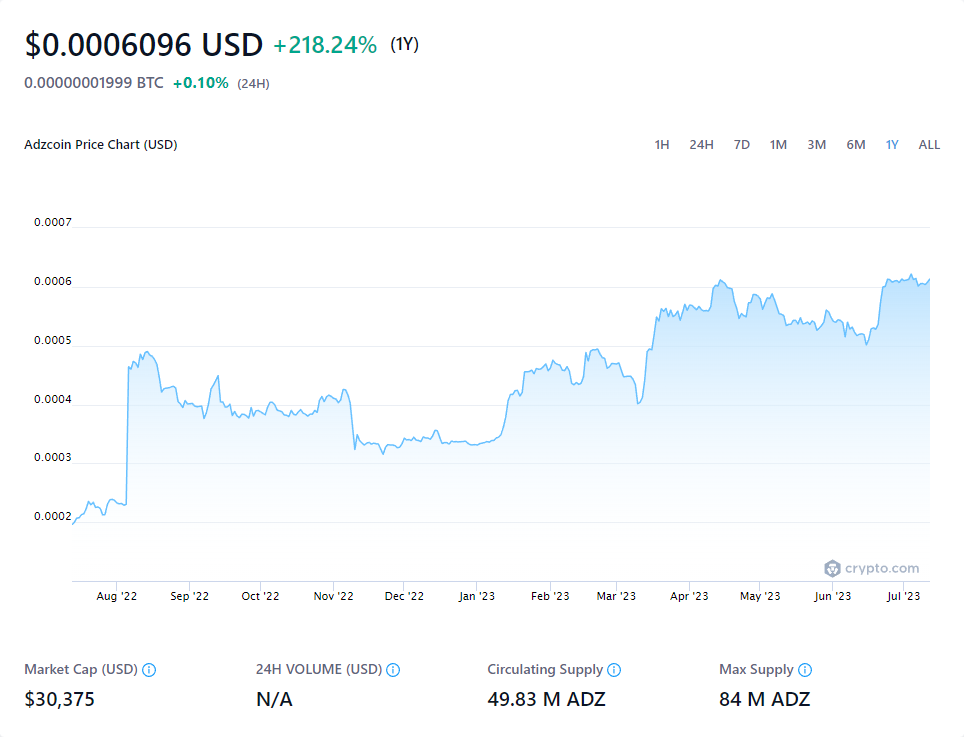 $0.0006096 USD +218.24% (1Y)
0.00000001999 BTC +0.10% (24H)
Adzcoin Price Chart (USD) 1H 24H 7D 1M 3M 6M 1Y ALL
0.0007
0.0006
0.0005
0.0004
0.0003
0.0002
crypto.com
Aug '22 Sep '22 Oct '22 Nov '22 Dec '22 Jan '23 Feb '23 Mar '23 Apr '23 May '23 Jun '23 Jul '23
Market Cap (USD) 24H VOLUME (USD) Circulating Supply Max Supply
$30,375 N/A 49.83 M ADZ 84 M ADZ